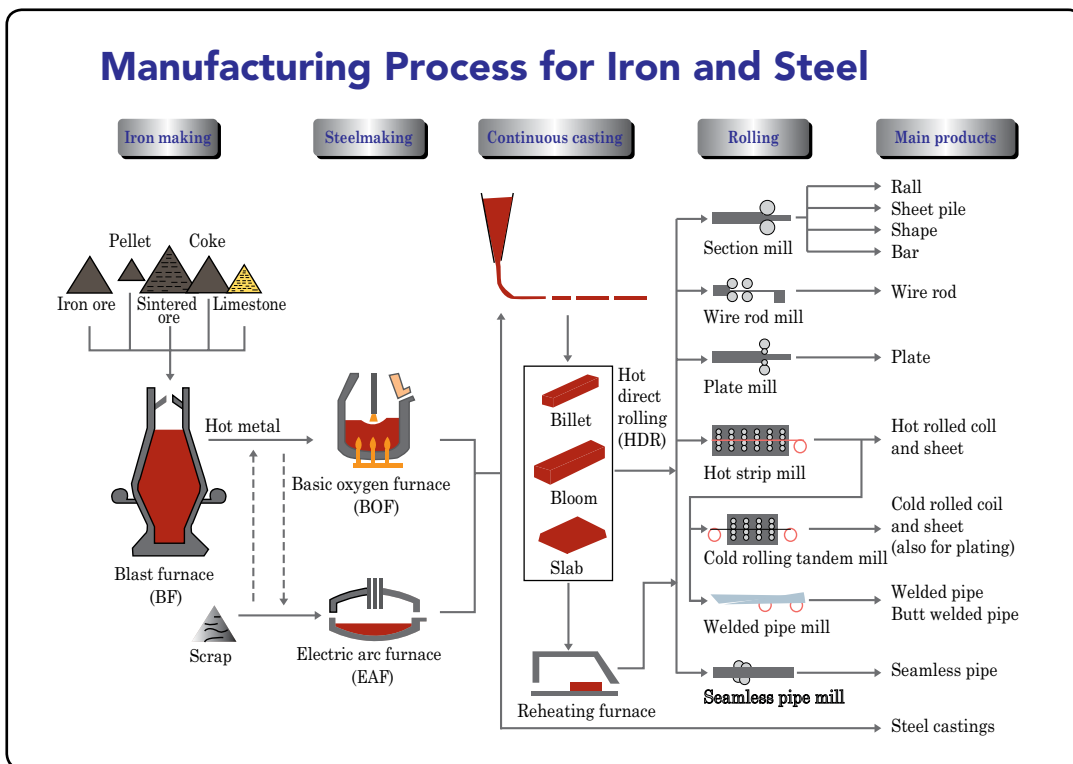 Manufacturing Process for Iron and Steel
Iron making
Steelmaking
Continuous casting
Rolling
Main products
Pellet
Coke
Iron ore
Sintered
ore
Limestone
Hot metal
Blast furnace
(BF)
Scrap
Basic oxygen furnace
(BOF)
Electric arc furnace
(EAF)
Billet
Bloom
Slab
Hot
direct
rolling
(HDR)
Reheating furnace
Section mill
Wire rod mill
Plate mill
Hot strip mill
Cold rolling tandem mill
Welded pipe mill
Seamless pipe mill
Rall
Sheet pile
Shape
Bar
Wire rod
Plate
Hot rolled coll
and sheet
Cold rolled coil
and sheet
(also for plating)
Welded pipe
Butt welded pipe
Seamless pipe
Steel castings